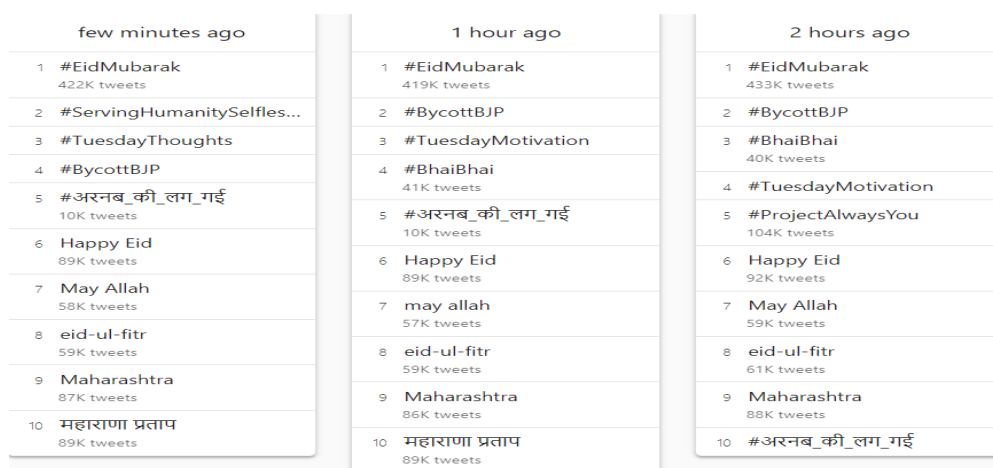 few minutes ago
1 #EidMubarak
422K tweets
2 #ServingHumanitySelfles...
3 #TuesdayThoughts
4 #BycottBJP
5 #अरनब_की_लग_गई
10K tweets
6 Happy Eid
89K tweets
7 May Allah
58K tweets
8 eid-ul-fitr
59K tweets
9 Maharashtra
87K tweets
10 महाराणा प्रताप
89K tweets
1 hour ago
1 #EidMubarak
419K tweets
2 #BycottBJP
3 #TuesdayMotivation
4 #BhaiBhai
41K tweets
5 #अरनब_की_लग_गई
10K tweets
6 Happy Eid
89K tweets
7 may allah
57K tweets
8 eid-ul-fitr
59K tweets
9 Maharashtra
86K tweets
10 महाराणा प्रताप
89K tweets
2 hours ago
1 #EidMubarak
433K tweets
2 #BycottBJP
3 #BhaiBhai
40K tweets
4 #TuesdayMotivation
5 #ProjectAlwaysYou
104K tweets
6 Happy Eid
92K tweets
7 May Allah
59K tweets
8 eid-ul-fitr
61K tweets
9 Maharashtra
88K tweets
10 #अरनब_की_लग_गई